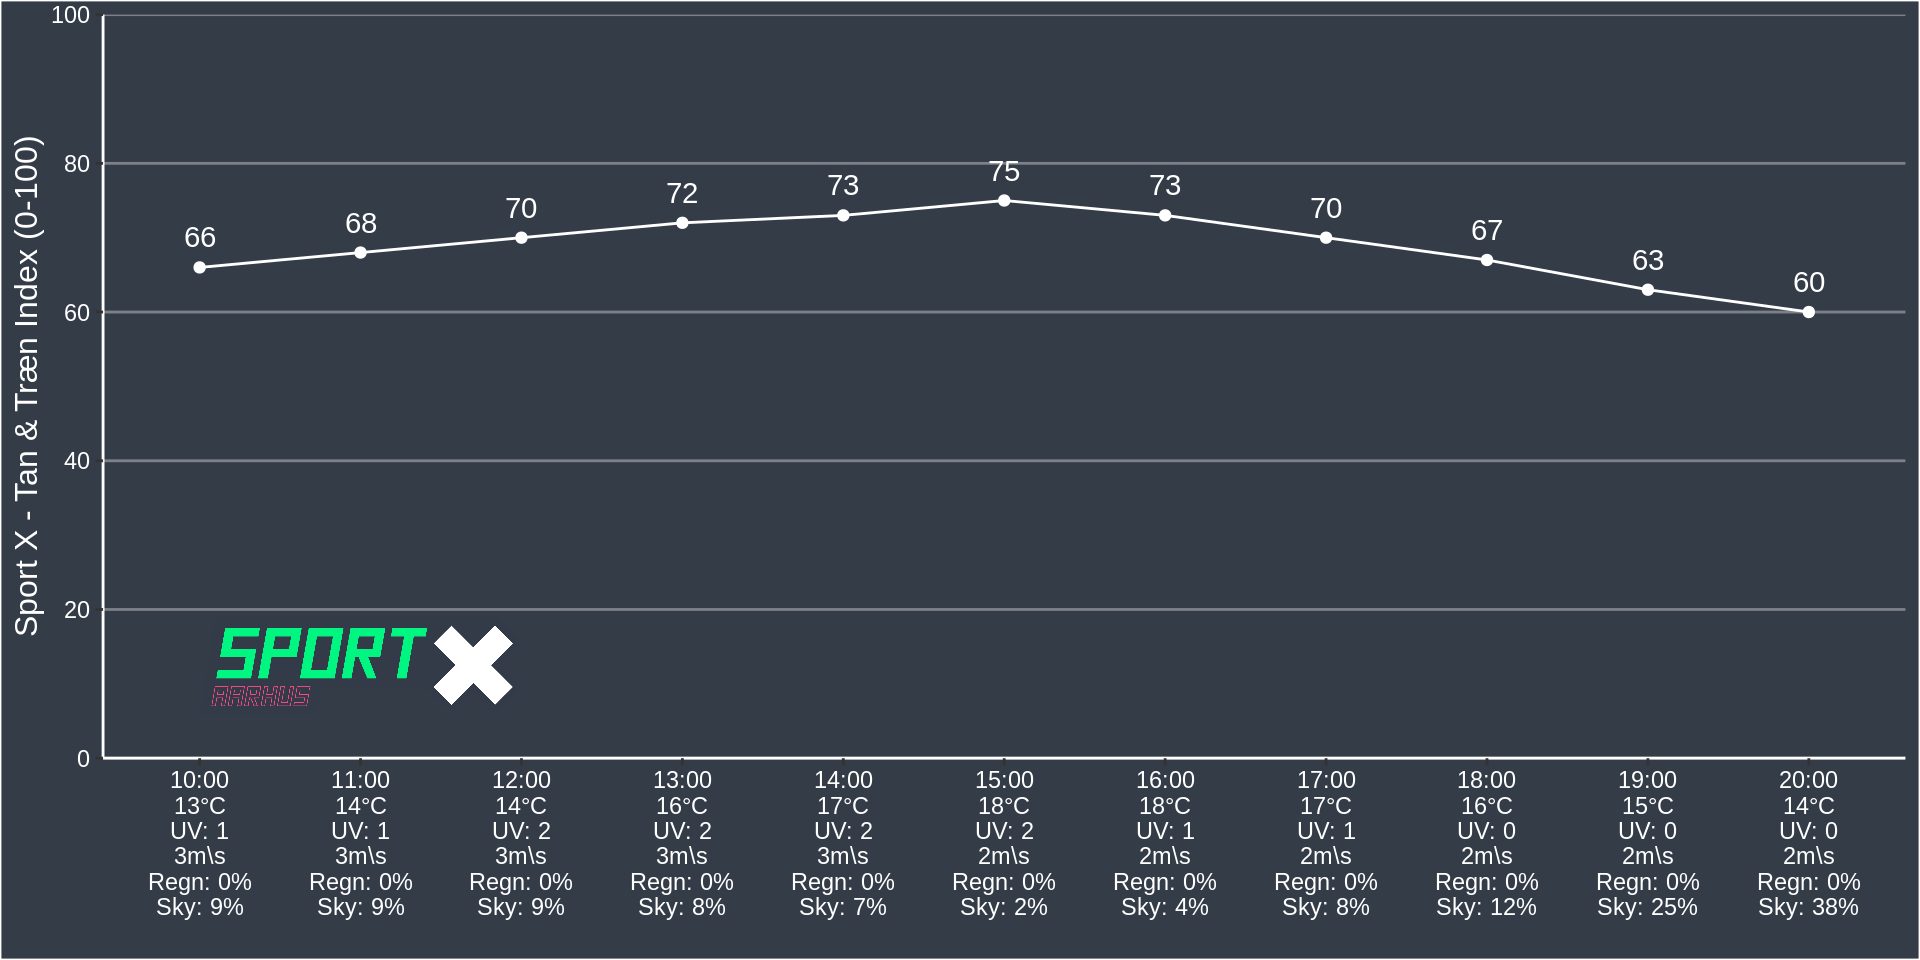 Sport X - Tan & Træn Index (0-100)
100
80
60
40
20
0
66
68
70
72
73
75
73
70
67
63
60
SPORT X
AARHUS
10:00
13°C
UV: 1
3m\s
Regn: 0%
Sky: 9%
11:00
14°C
UV: 1
3m\s
Regn: 0%
Sky: 9%
12:00
14°C
UV: 2
3m\s
Regn: 0%
Sky: 9%
13:00
16°C
UV: 2
3m\s
Regn: 0%
Sky: 8%
14:00
17°C
UV: 2
3m\s
Regn: 0%
Sky: 7%
15:00
18°C
UV: 2
2m\s
Regn: 0%
Sky: 2%
16:00
18°C
UV: 1
2m\s
Regn: 0%
Sky: 4%
17:00
17°C
UV: 1
2m\s
Regn: 0%
Sky: 8%
18:00
16°C
UV: 0
2m\s
Regn: 0%
Sky: 12%
19:00
15°C
UV: 0
2m\s
Regn: 0%
Sky: 25%
20:00
14°C
UV: 0
2m\s
Regn: 0%
Sky: 38%